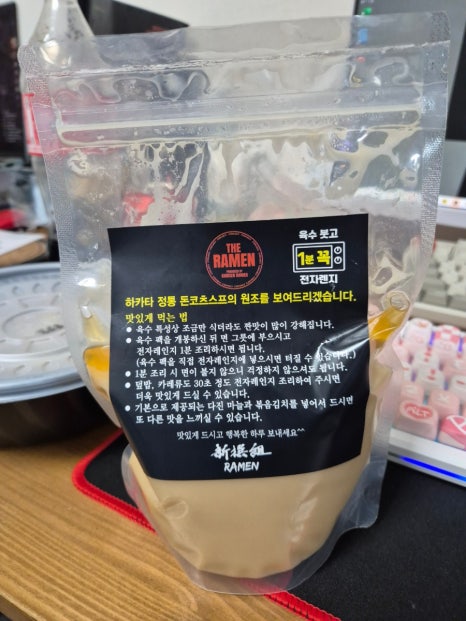 THE
RAMEN
육수 붓고
1분 꼭
전자렌지
하카타 정통 돈코츠스프의 원조를 보여드리겠습니다.
맛있게 먹는 법
● 육수 특성상 조금만 식더라도 짠맛이 많이 강해집니다.
● 육수 팩을 개봉하신 뒤 면 그릇에 부으시고
전자레인지 1분 조리하시면 됩니다.
(육수 팩을 직접 전자레인지에 넣으시면 터질 수 있습니다.)
● 1분 조리 시 면이 불지 않으니 걱정하지 않으셔도 됩니다.
● 덮밥, 카레류도 30초 정도 전자레인지 조리하여 주시면
더욱 맛있게 드실 수 있습니다.
● 기본으로 제공되는 다진 마늘과 볶음김치를 넣어서 드시면
또 다른 맛을 느끼실 수 있습니다.
맛있게 드시고 행복한 하루 보내세요^^
新撰組
RAMEN